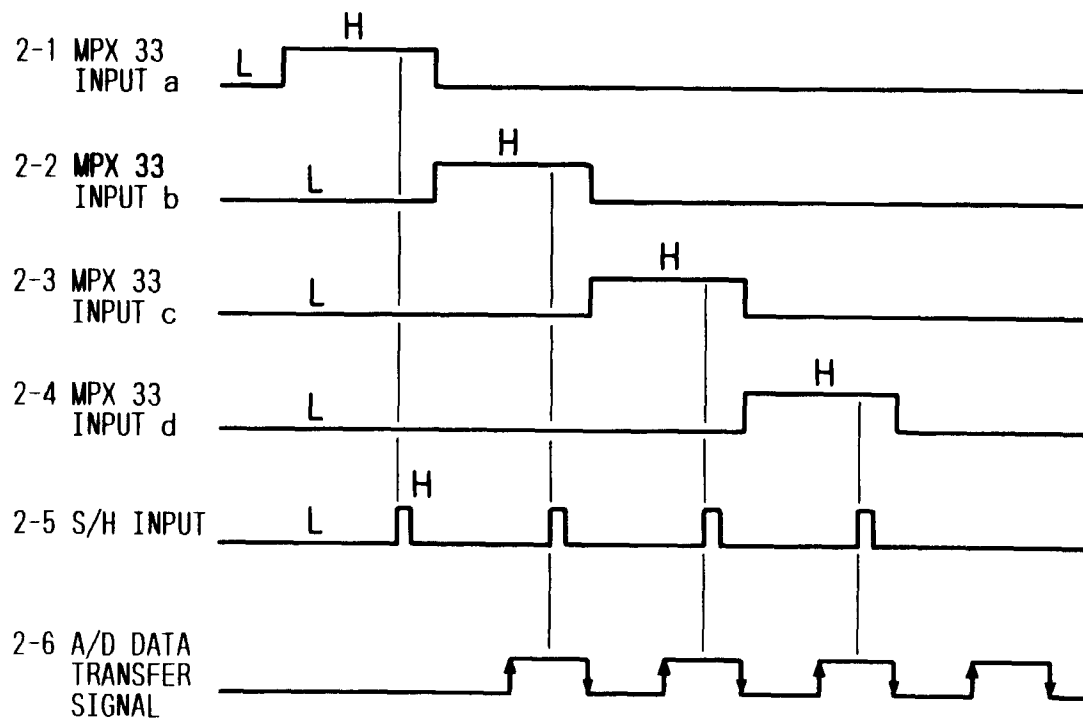 H
2-1 MPX 33
L
INPUT a
H
2-2 MPX 33
L
INPUT b
H
2-3 MPX 33
L
INPUT c
H
2-4 MPX 33
L
INPUT d
H
2-5 S/H INPUT
L
2-6 A/D DATA
TRANSFER
SIGNAL